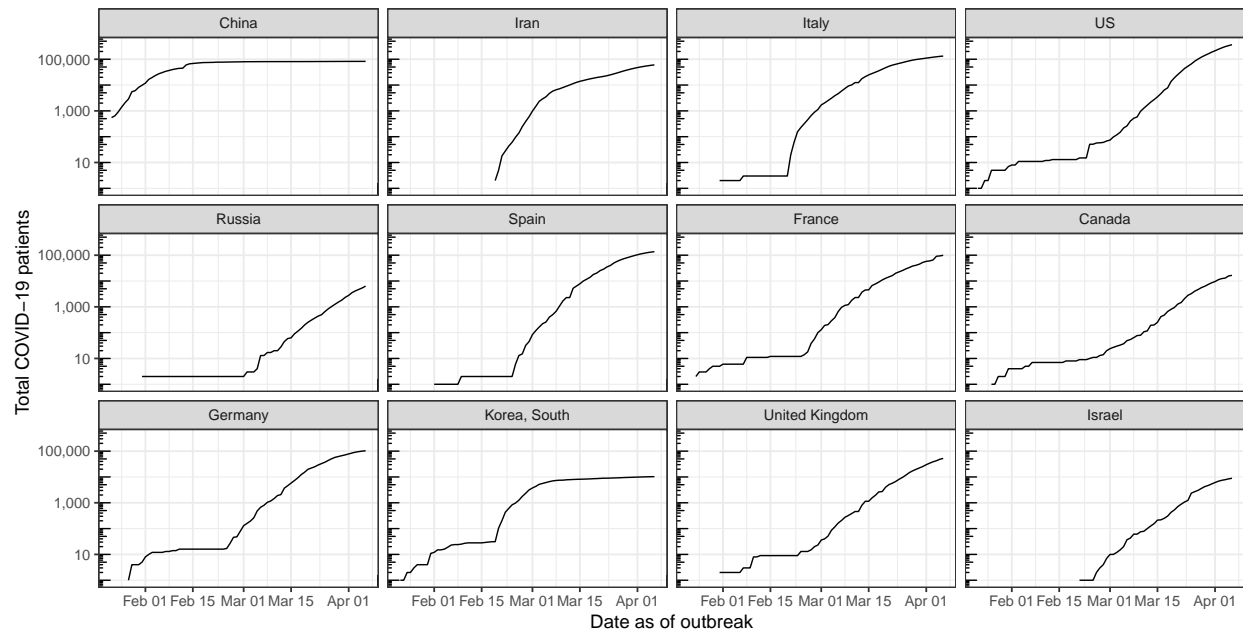 China Iran Italy US
100,000
1,000
10
Russia Spain France Canada
100,000
1,000
10
Germany Korea, South United Kingdom Israel
100,000
1,000
10
Total COVID−19 patients
Feb 01 Feb 15 Mar 01 Mar 15 Apr 01 Feb 01 Feb 15 Mar 01 Mar 15 Apr 01 Feb 01 Feb 15 Mar 01 Mar 15 Apr 01 Feb 01 Feb 15 Mar 01 Mar 15 Apr 01
Date as of outbreak